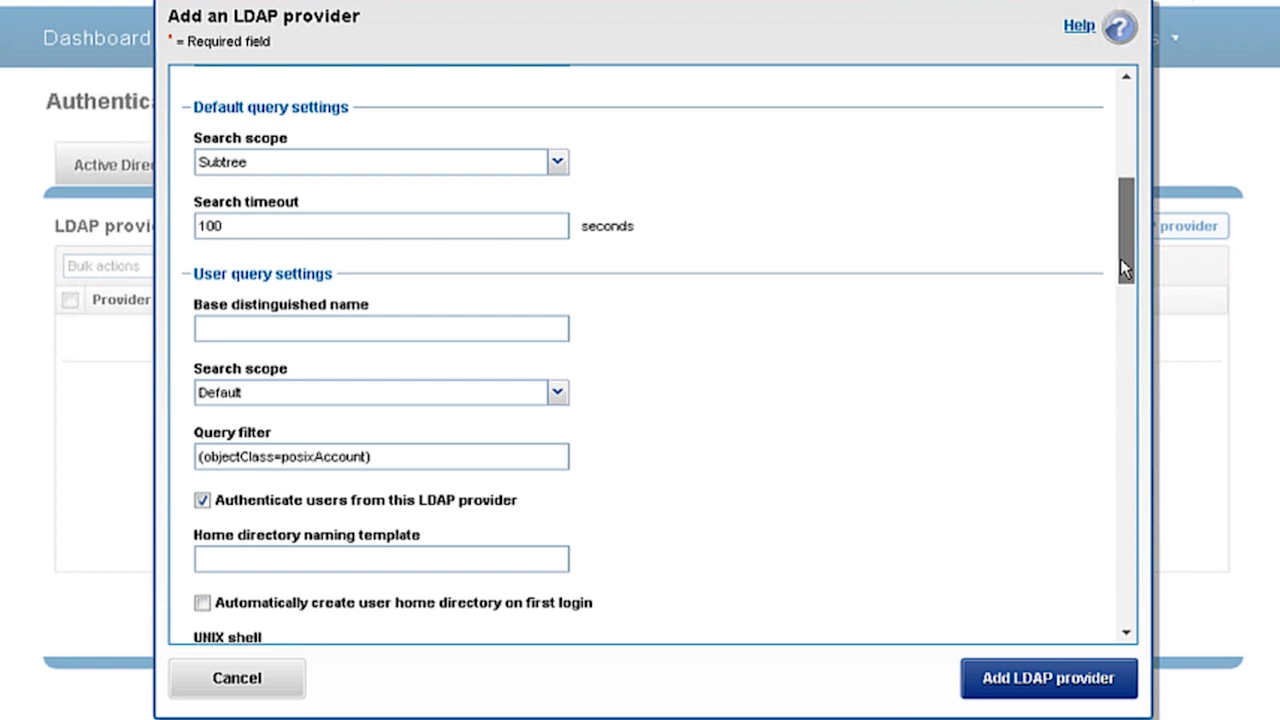 Add an LDAP provider
* = Required field
Help
Dashboard
s
Authentic
Active Direc
LDAP provi
provider
Bulk actions
Provider
Default query settings
Search scope
Subtree
Search timeout
100 seconds
User query settings
Base distinguished name
Search scope
Default
Query filter
(objectClass=posixAccount)
Authenticate users from this LDAP provider
Home directory naming template
Automatically create user home directory on first login
UNIX shell
Cancel
Add LDAP provider